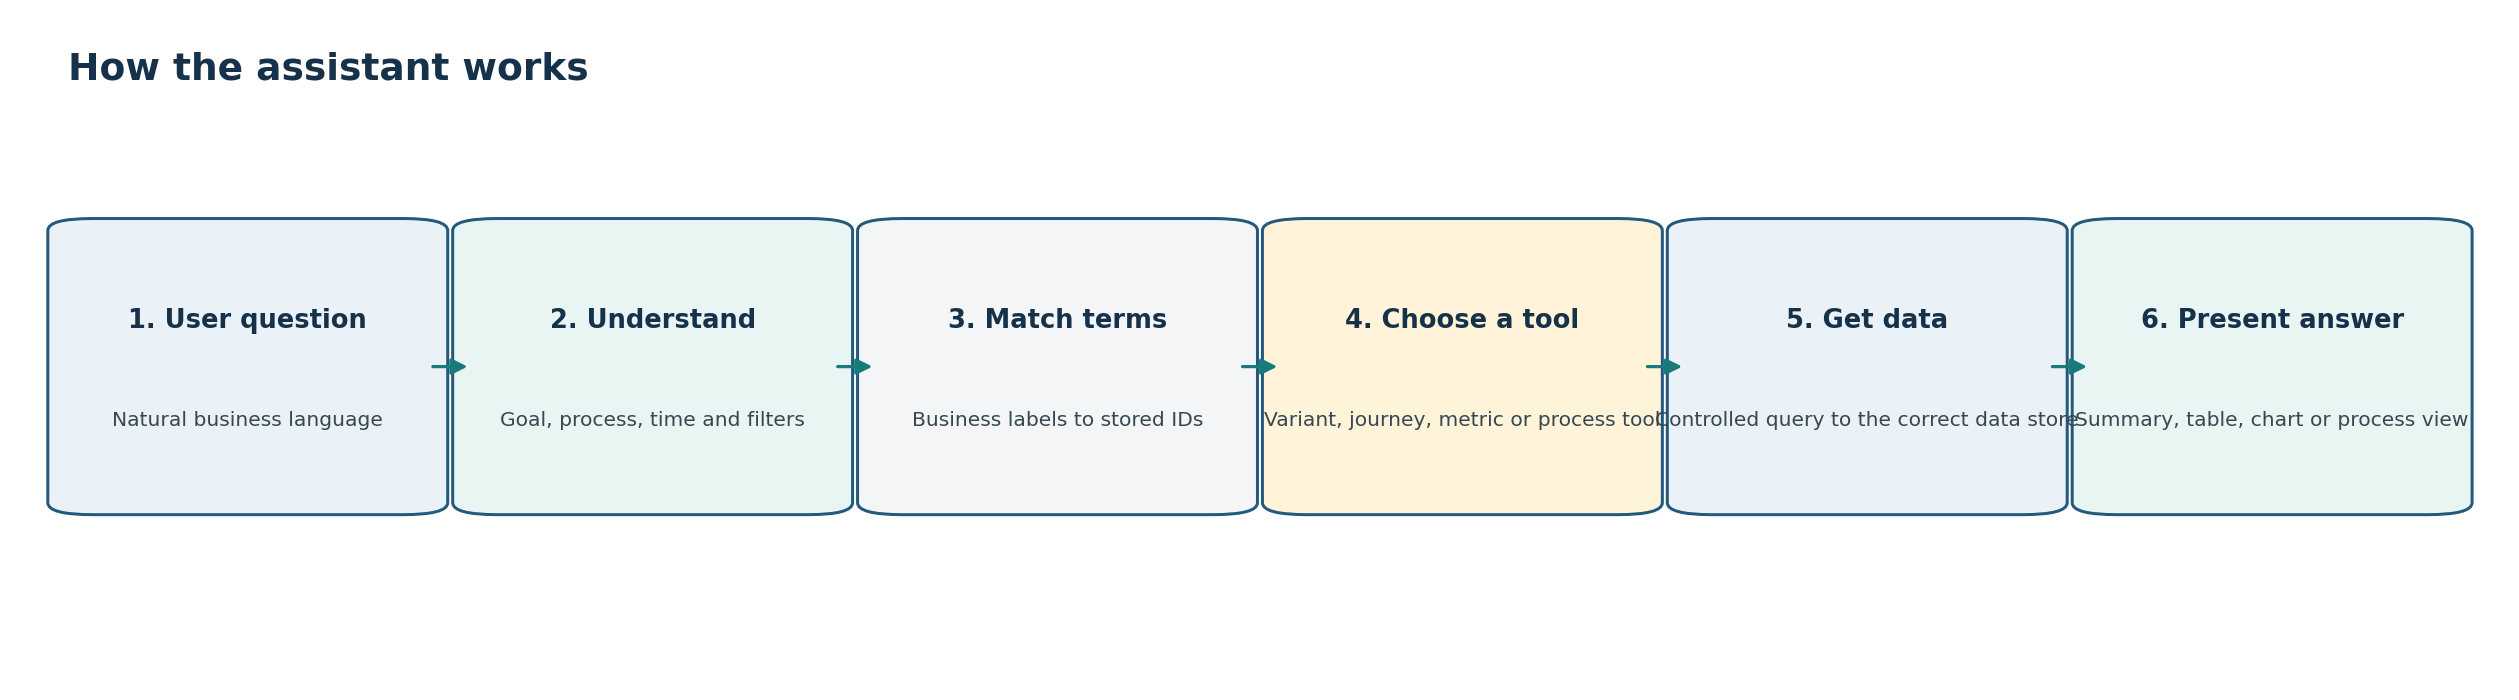 How the assistant works
1. User question
Natural business language
2. Understand
Goal, process, time and filters
3. Match terms
Business labels to stored IDs
4. Choose a tool
Variant, journey, metric or process tool
5. Get data
Controlled query to the correct data store
6. Present answer
Summary, table, chart or process view